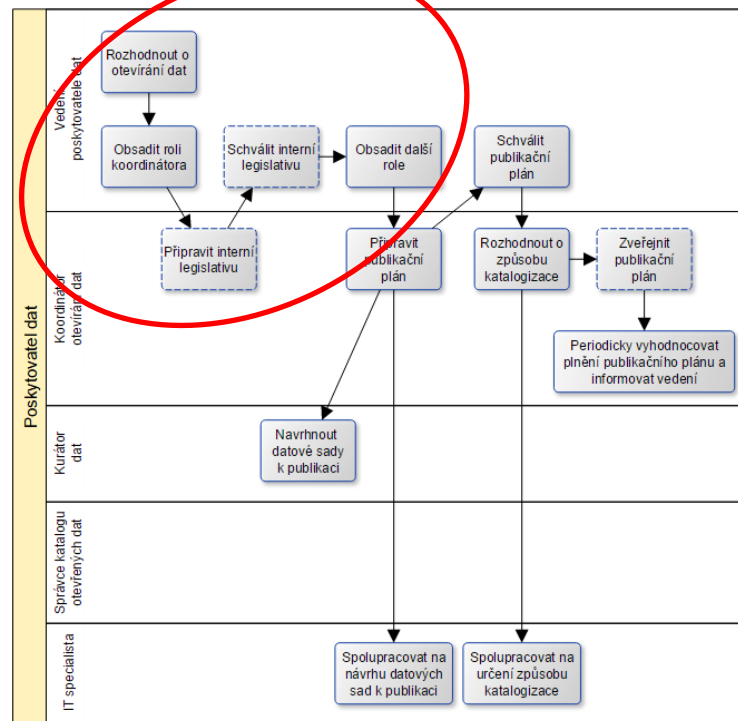 Poskytovatel dat
Vedení
poskytovatele dat
Rozhodnout o
otevírání dat
Obsadit roli
koordinátora
Schválit interní
legislativu
Obsadit další
role
Schválit
publikační
plán
Koordinátor
otevírání dat
Připravit interní
legislativu
Připravit
publikační
plán
Rozhodnout o
způsobu
katalogizace
Zveřejnit
publikační
plán
Periodicky vyhodnocovat
plnění publikačního plánu a
informovat vedení
Kurátor
dat
Navrhnout
datové sady
k publikaci
Správce katalogu
otevřených dat
IT specialista
Spolupracovat na
návrhu datových
sad k publikaci
Spolupracovat na
určení způsobu
katalogizace